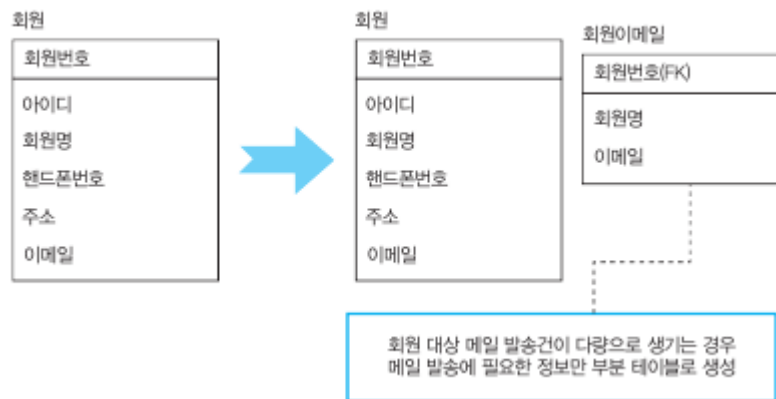 회원
회원번호
아이디
회원명
핸드폰번호
주소
이메일
회원
회원번호
아이디
회원명
핸드폰번호
주소
이메일
회원이메일
회원번호(FK)
회원명
이메일
회원 대상 메일 발송건이 다량으로 생기는 경우
메일 발송에 필요한 정보만 부분 테이블로 생성